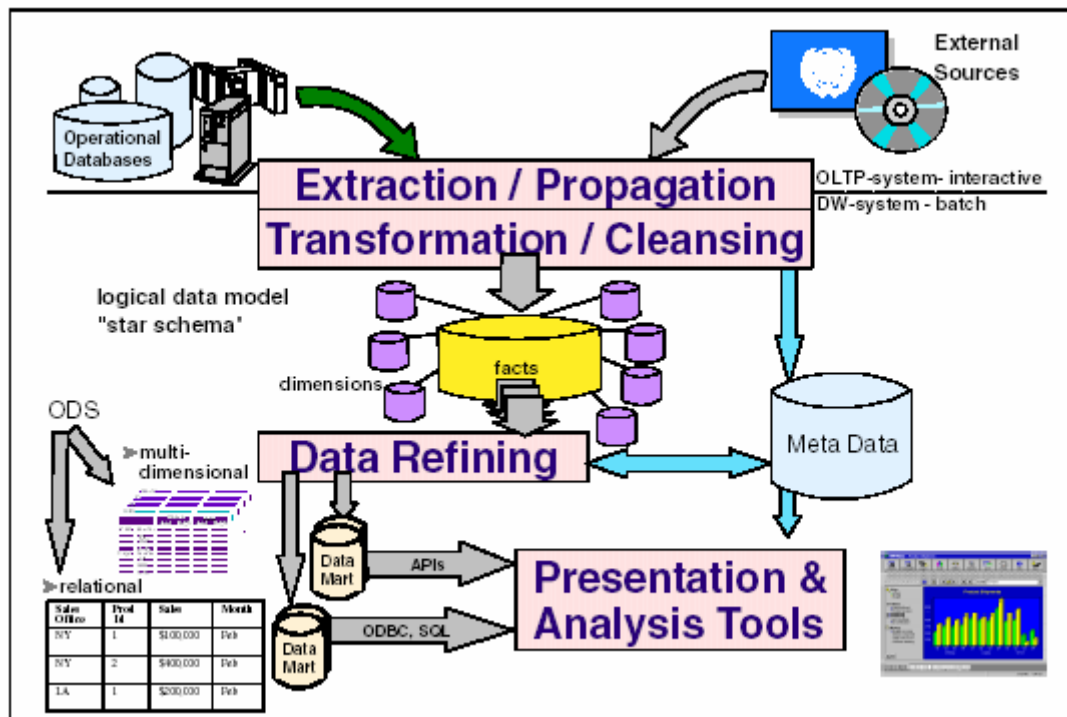 External
Sources
Operational
Databases
Extraction / Propagation
OLTP-system- interactive
DW-system - batch
Transformation / Cleansing
logical data model
"star schema'
facts
dimensions
ODS
multi-
dimensional
Data Refining
Meta Data
relational
Data
Mart
APIs
Presentation &
Analysis Tools
Data
Mart
ODBC, SQL
Sales Office Prod Id Sales Month
NY 1 $100,000 Feb
NY 2 $400,000 Feb
LA 1 $200,000 Feb